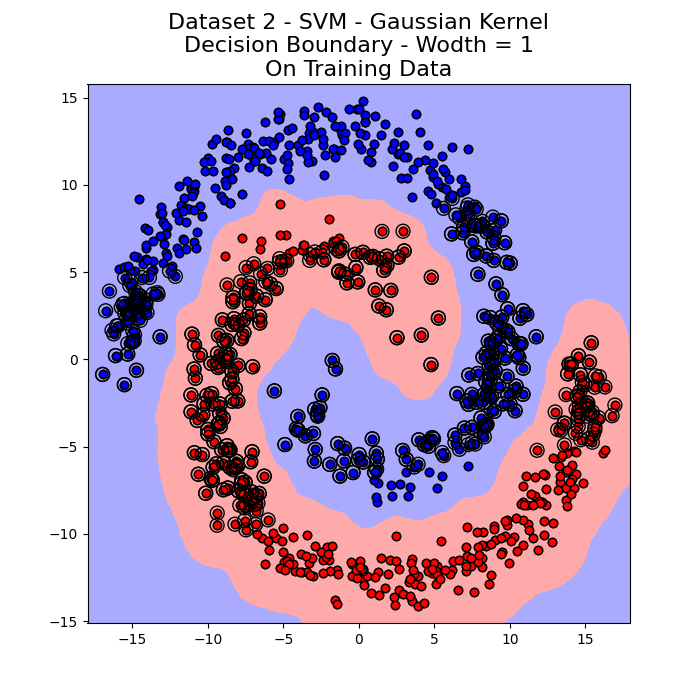 Dataset 2 - SVM - Gaussian Kernel
Decision Boundary - Wodth = 1
On Training Data
15
10
5
0
−5
−10
−15
−15 −10 −5 0 5 10 15